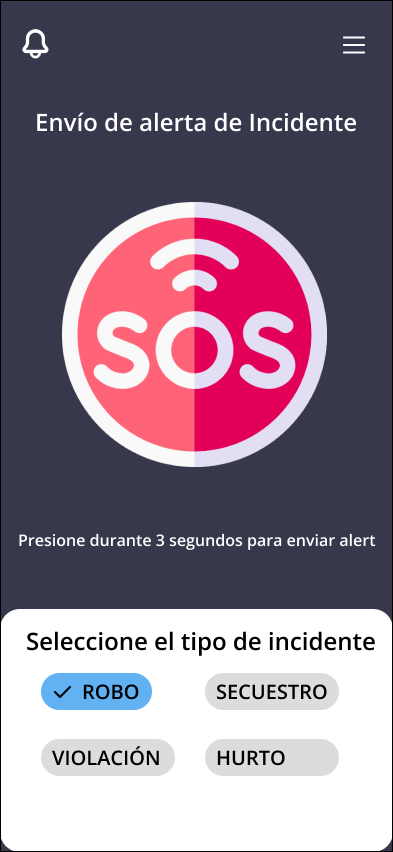 Envío de alerta de Incidente
SOS
Presione durante 3 segundos para enviar alert
Seleccione el tipo de incidente
ROBO
SECUESTRO
VIOLACIÓN
HURTO